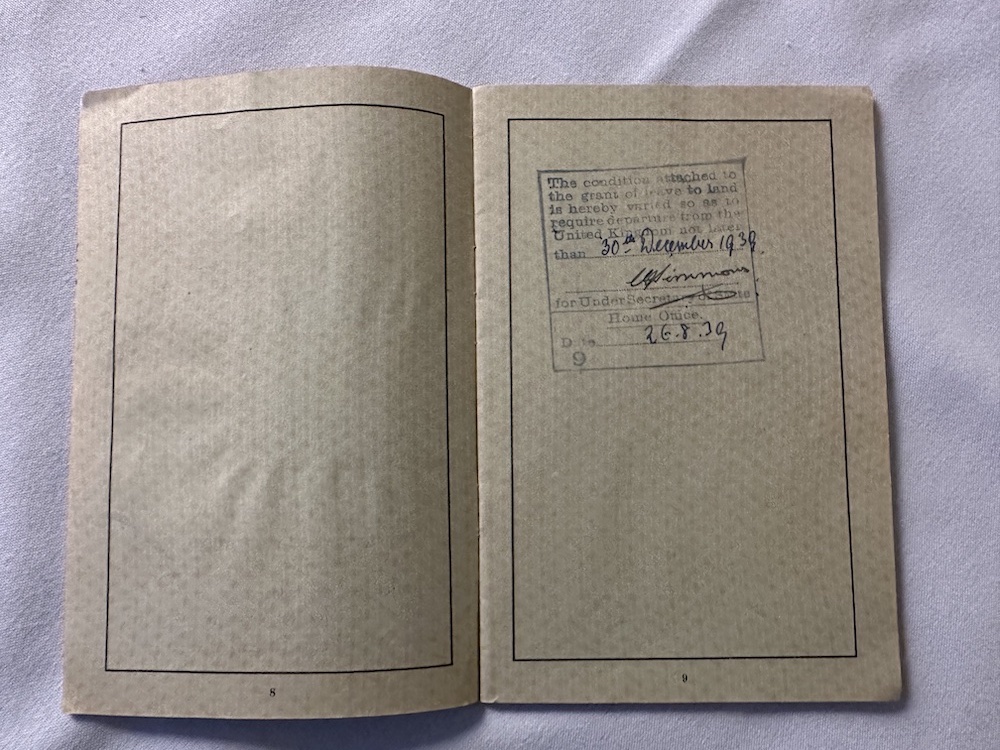 8
The condition attached to
the grant of leave to land
is hereby varied so as to
require departure from the
United Kingdom not later
than 30th December 1939.
Simmons
for Under Secretary of State
Home Office.
Date 26.8.39
9
9